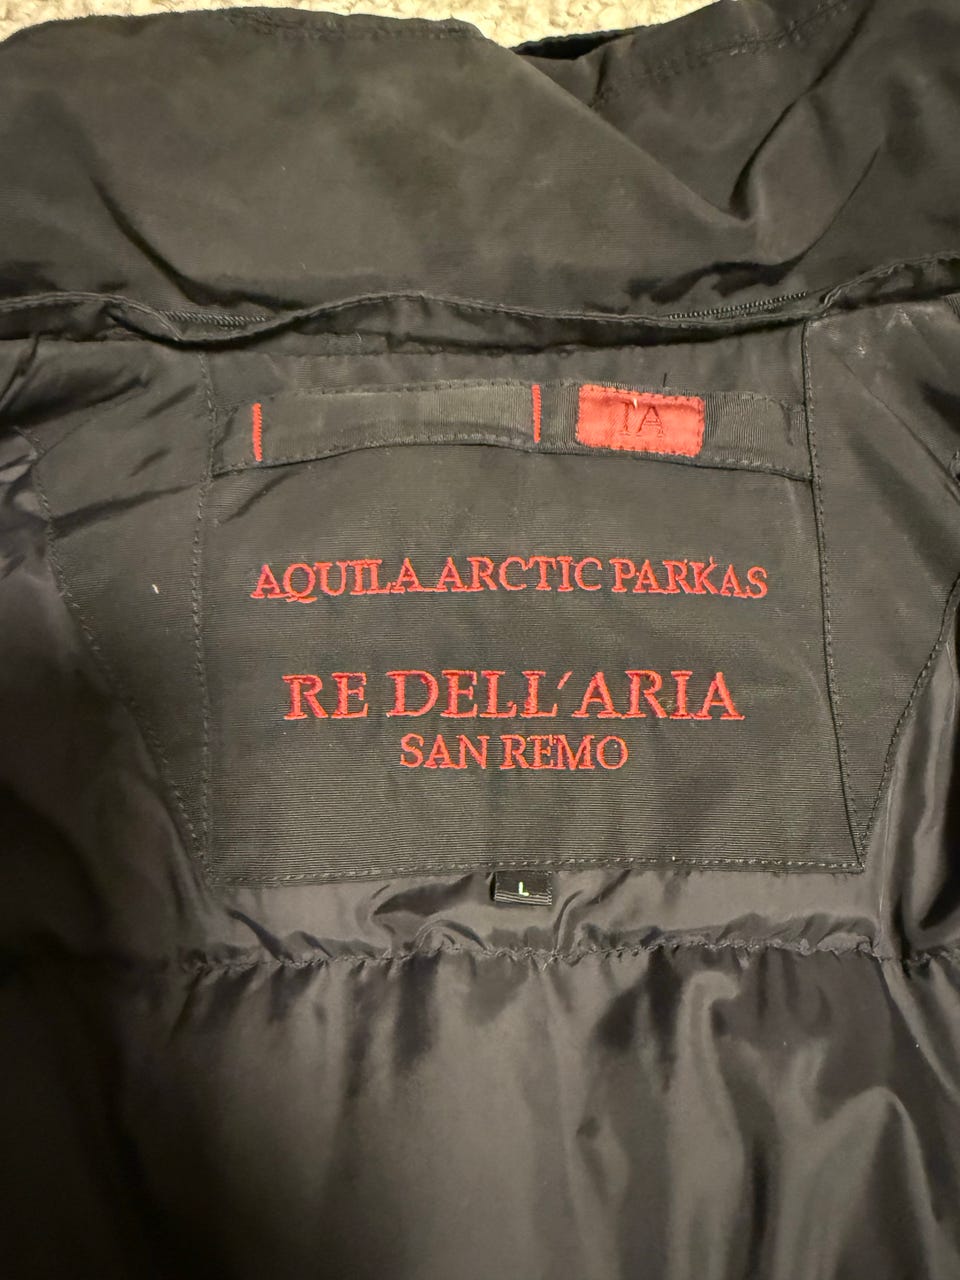 IA
AQUILA ARCTIC PARKAS
RE DELL'ARIA
SAN REMO
L